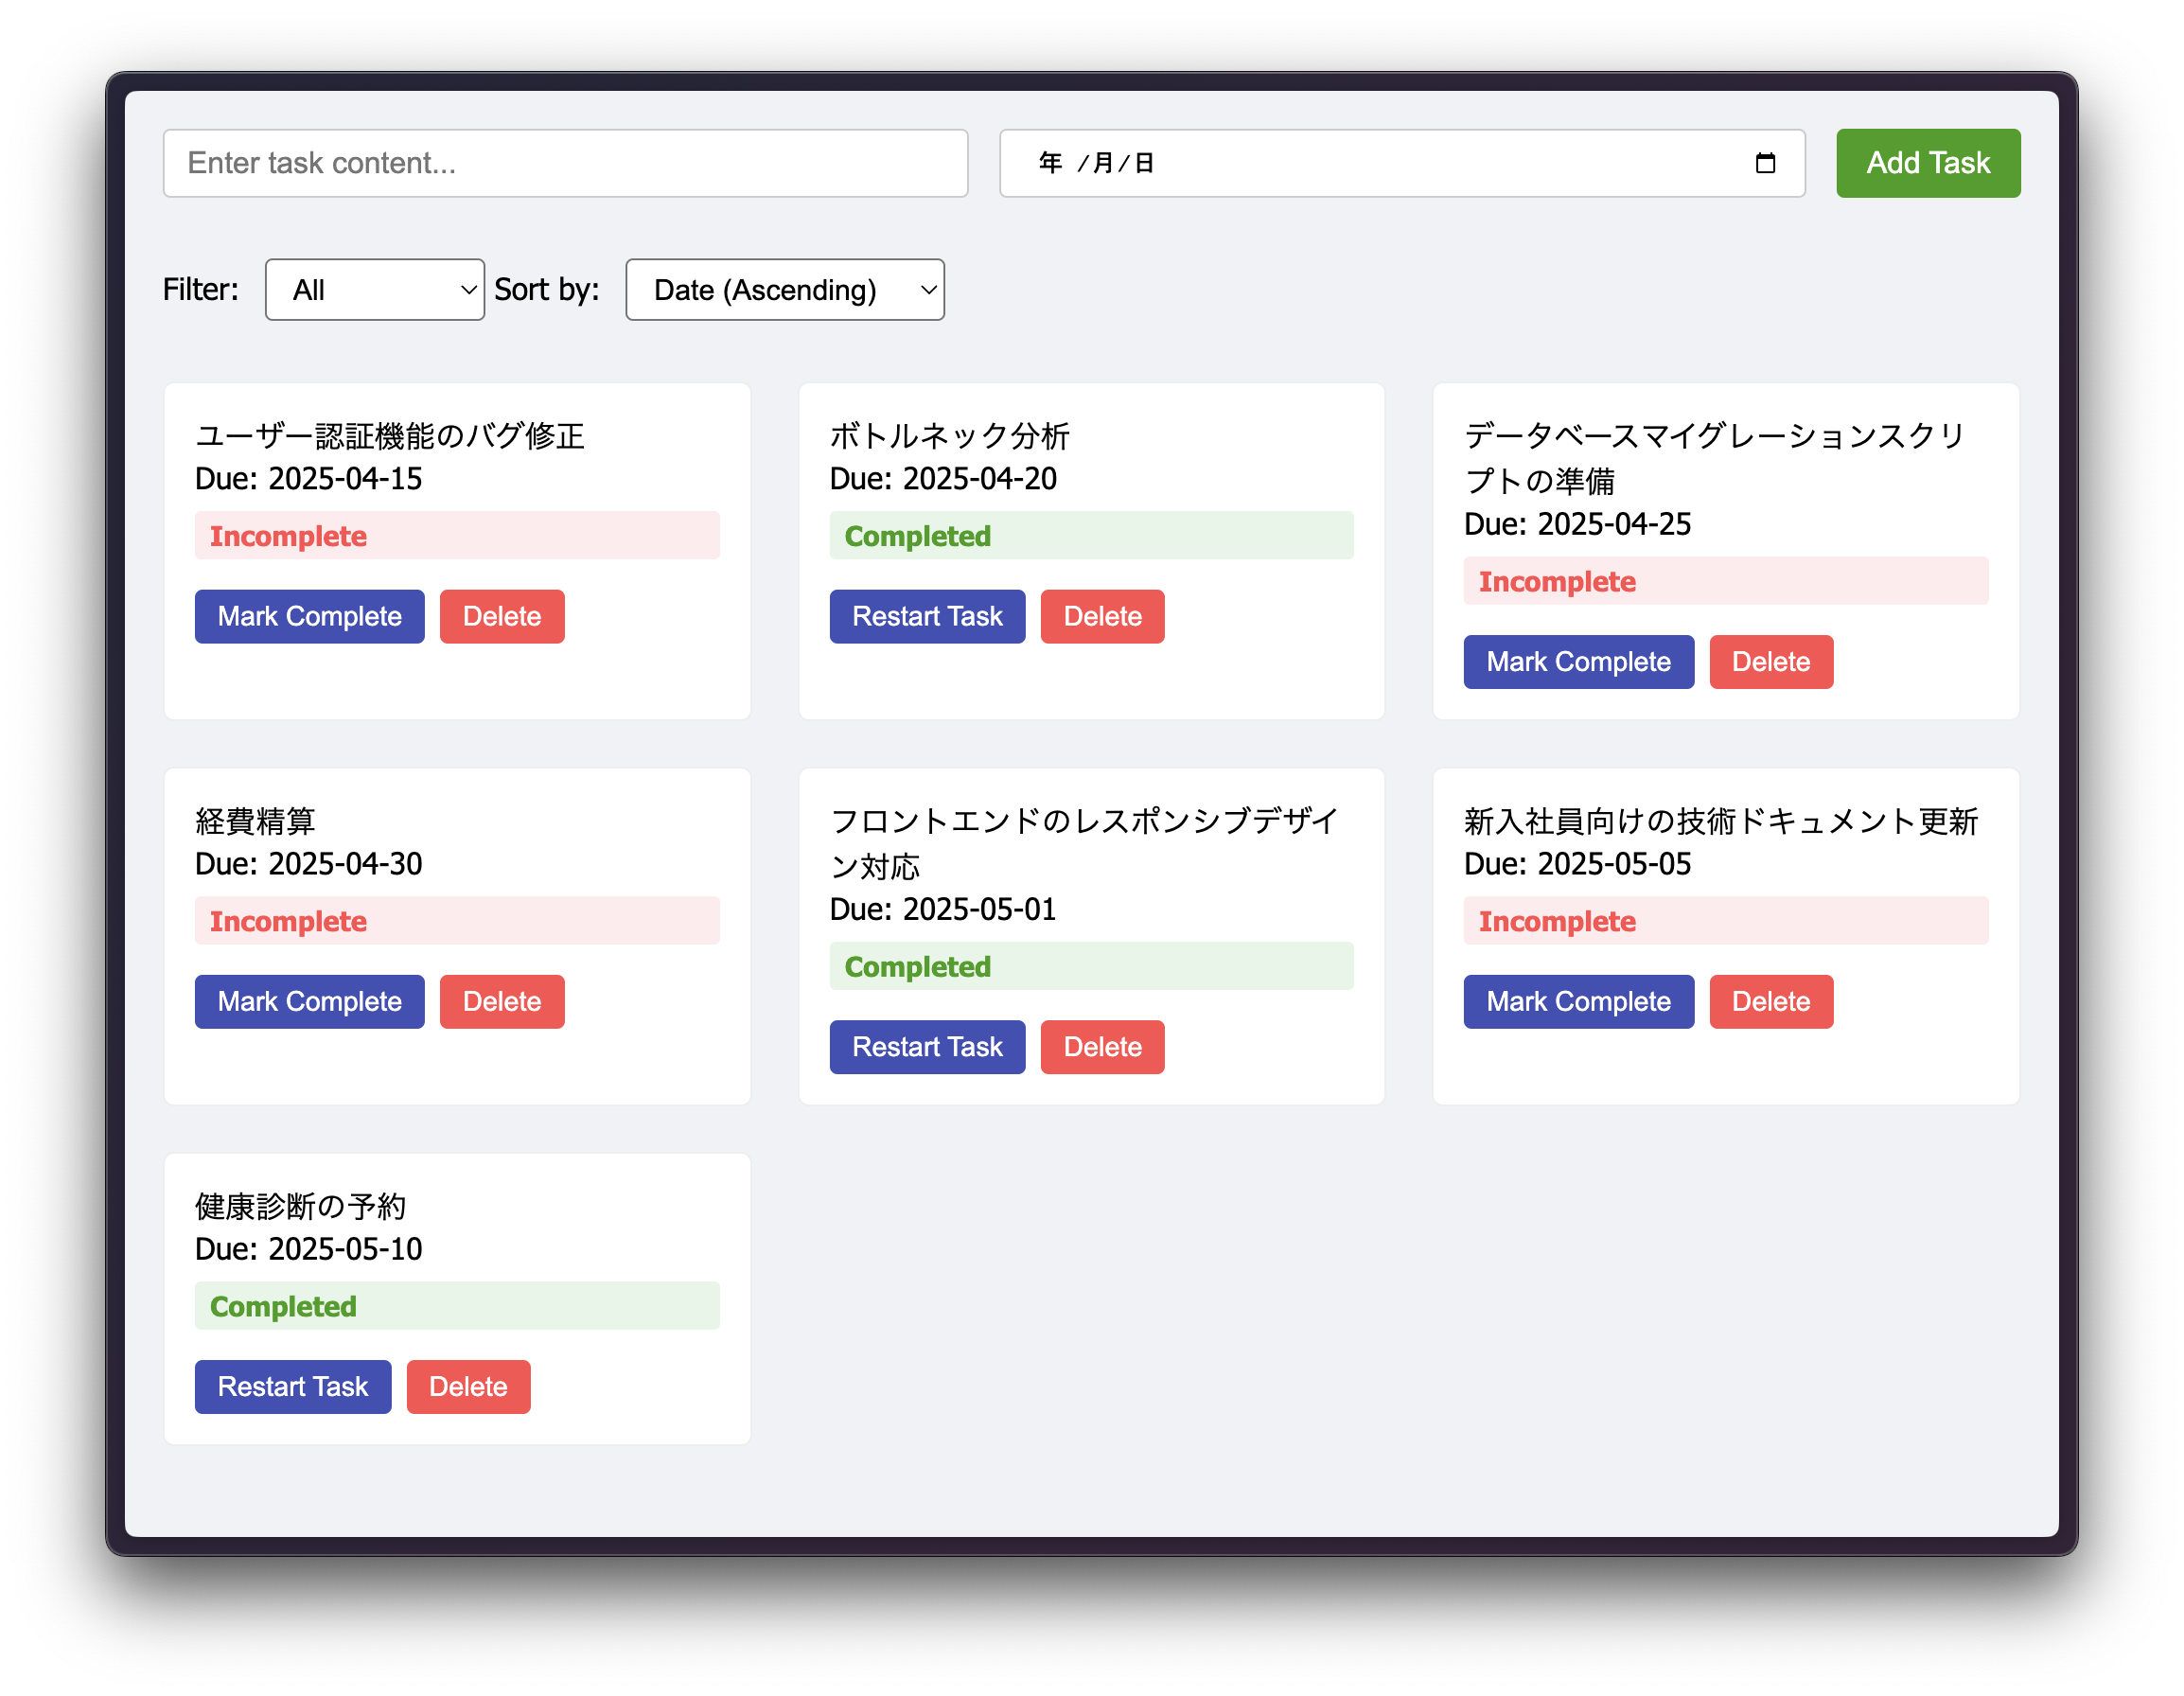 Enter task content...
年 /月/日
Add Task
Filter: All Sort by: Date (Ascending)
ユーザー認証機能のバグ修正
Due: 2025-04-15
Incomplete
Mark Complete Delete
ボトルネック分析
Due: 2025-04-20
Completed
Restart Task Delete
データベースマイグレーションスクリ
プトの準備
Due: 2025-04-25
Incomplete
Mark Complete Delete
経費精算
Due: 2025-04-30
Incomplete
Mark Complete Delete
フロントエンドのレスポンシブデザイ
ン対応
Due: 2025-05-01
Completed
Restart Task Delete
新入社員向けの技術ドキュメント更新
Due: 2025-05-05
Incomplete
Mark Complete Delete
健康診断の予約
Due: 2025-05-10
Completed
Restart Task Delete